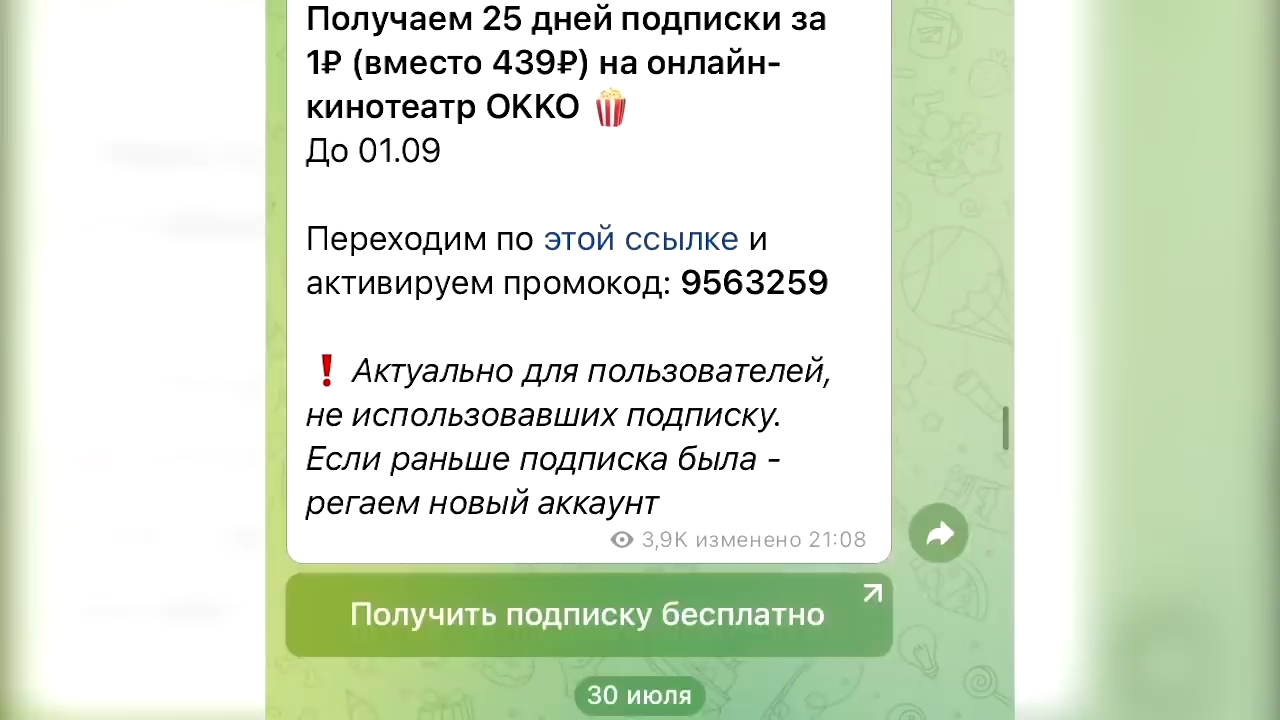 Получаем 25 дней подписки за
1₽ (вместо 439₽) на онлайн-
кинотеатр ОККО 🍿
До 01.09
Переходим по этой ссылке и
активируем промокод: 9563259
❗ Актуально для пользователей,
не использовавших подписку.
Если раньше подписка была -
регаем новый аккаунт
3,9K изменено 21:08
Получить подписку бесплатно
30 июля